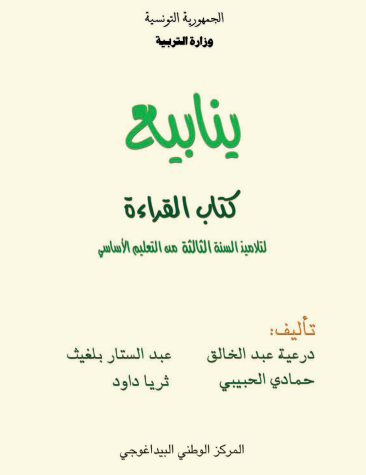 الجمهورية التونسية
وزارة التربية
ينابيع
كتاب القراءة
لتلاميذ السنة الثالثة من التعليم الأساسي
تأليف:
درعية عبد الخالق عبد الستار بلغيث
حمادي الحبيبي ثريا داود
المركز الوطني البيداغوجي